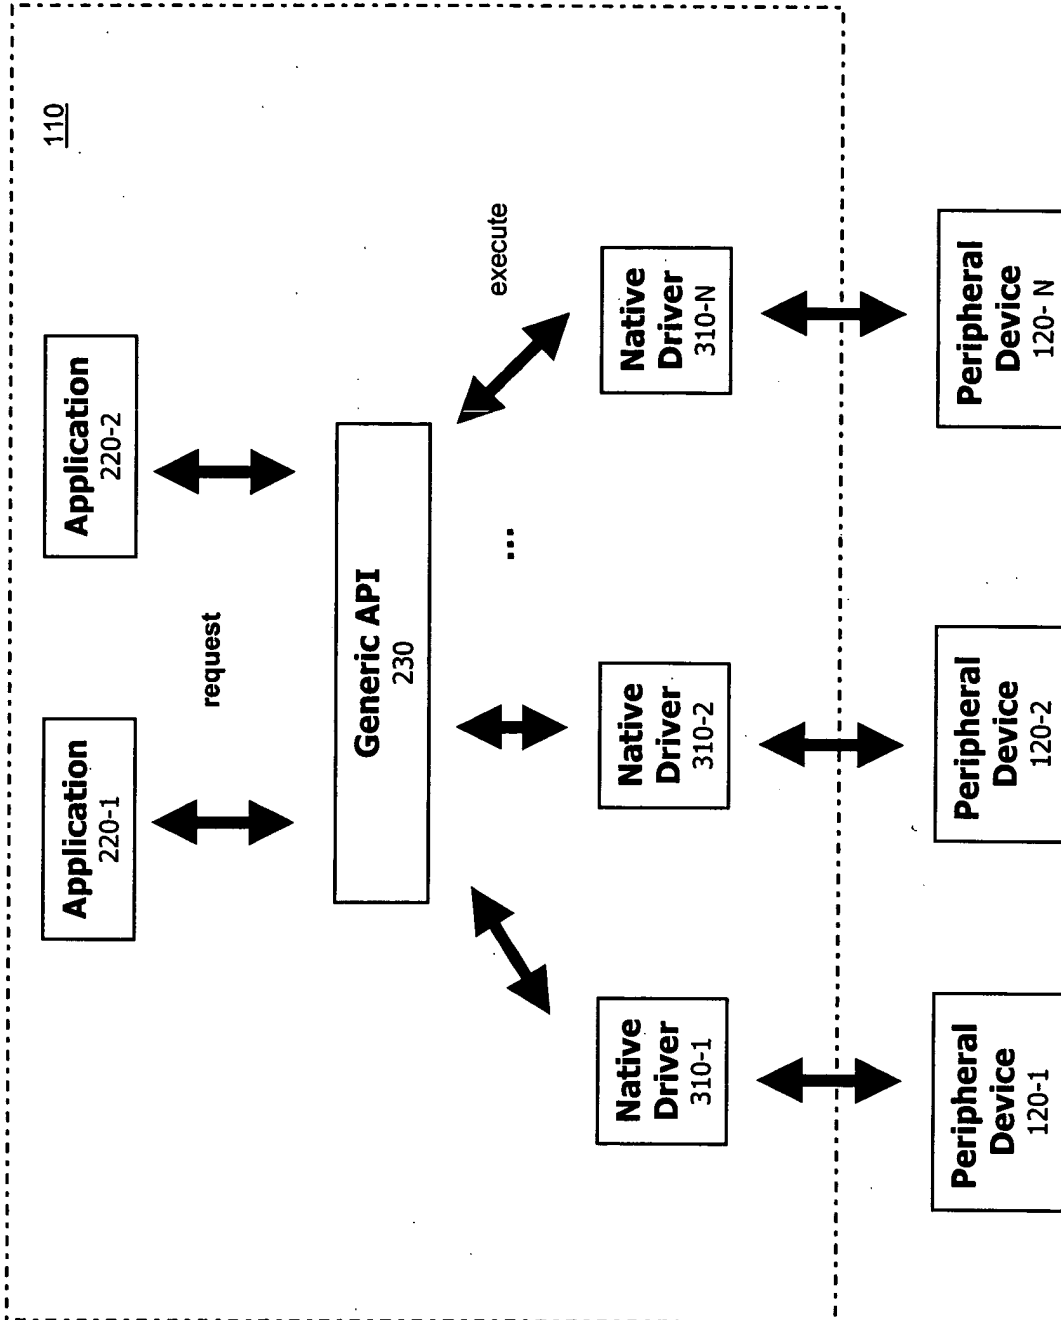 110
Application
220-1
Application
220-2
request
Generic API
230
execute
...
Native
Driver
310-1
Native
Driver
310-2
Native
Driver
310-N
Peripheral
Device
120-1
Peripheral
Device
120-2
Peripheral
Device
120- N